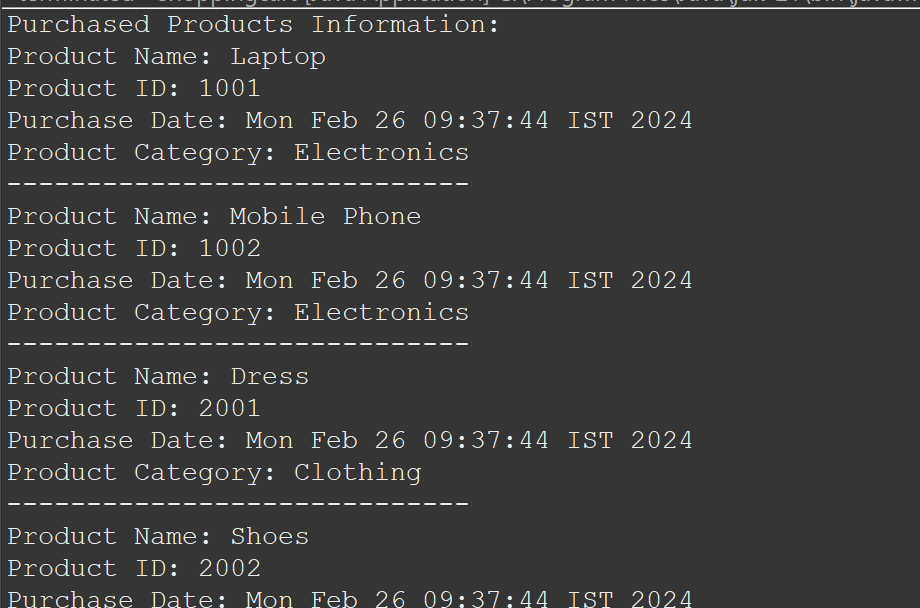 Purchased Products Information:
Product Name: Laptop
Product ID: 1001
Purchase Date: Mon Feb 26 09:37:44 IST 2024
Product Category: Electronics
-----------------------------
Product Name: Mobile Phone
Product ID: 1002
Purchase Date: Mon Feb 26 09:37:44 IST 2024
Product Category: Electronics
-----------------------------
Product Name: Dress
Product ID: 2001
Purchase Date: Mon Feb 26 09:37:44 IST 2024
Product Category: Clothing
-----------------------------
Product Name: Shoes
Product ID: 2002
Purchase Date: Mon Feb 26 09:37:44 IST 2024